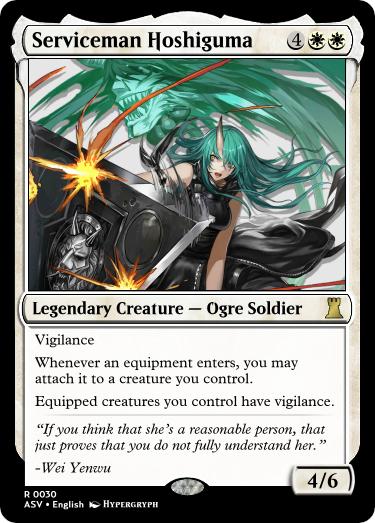 Serviceman Hoshiguma 4
Legendary Creature — Ogre Soldier
Vigilance
Whenever an equipment enters, you may
attach it to a creature you control.
Equipped creatures you control have vigilance.
“If you think that she’s a reasonable person, that
just proves that you do not fully understand her.”
-Wei Yenwu
4/6
R 0030
ASV • English HYPERGRYPH